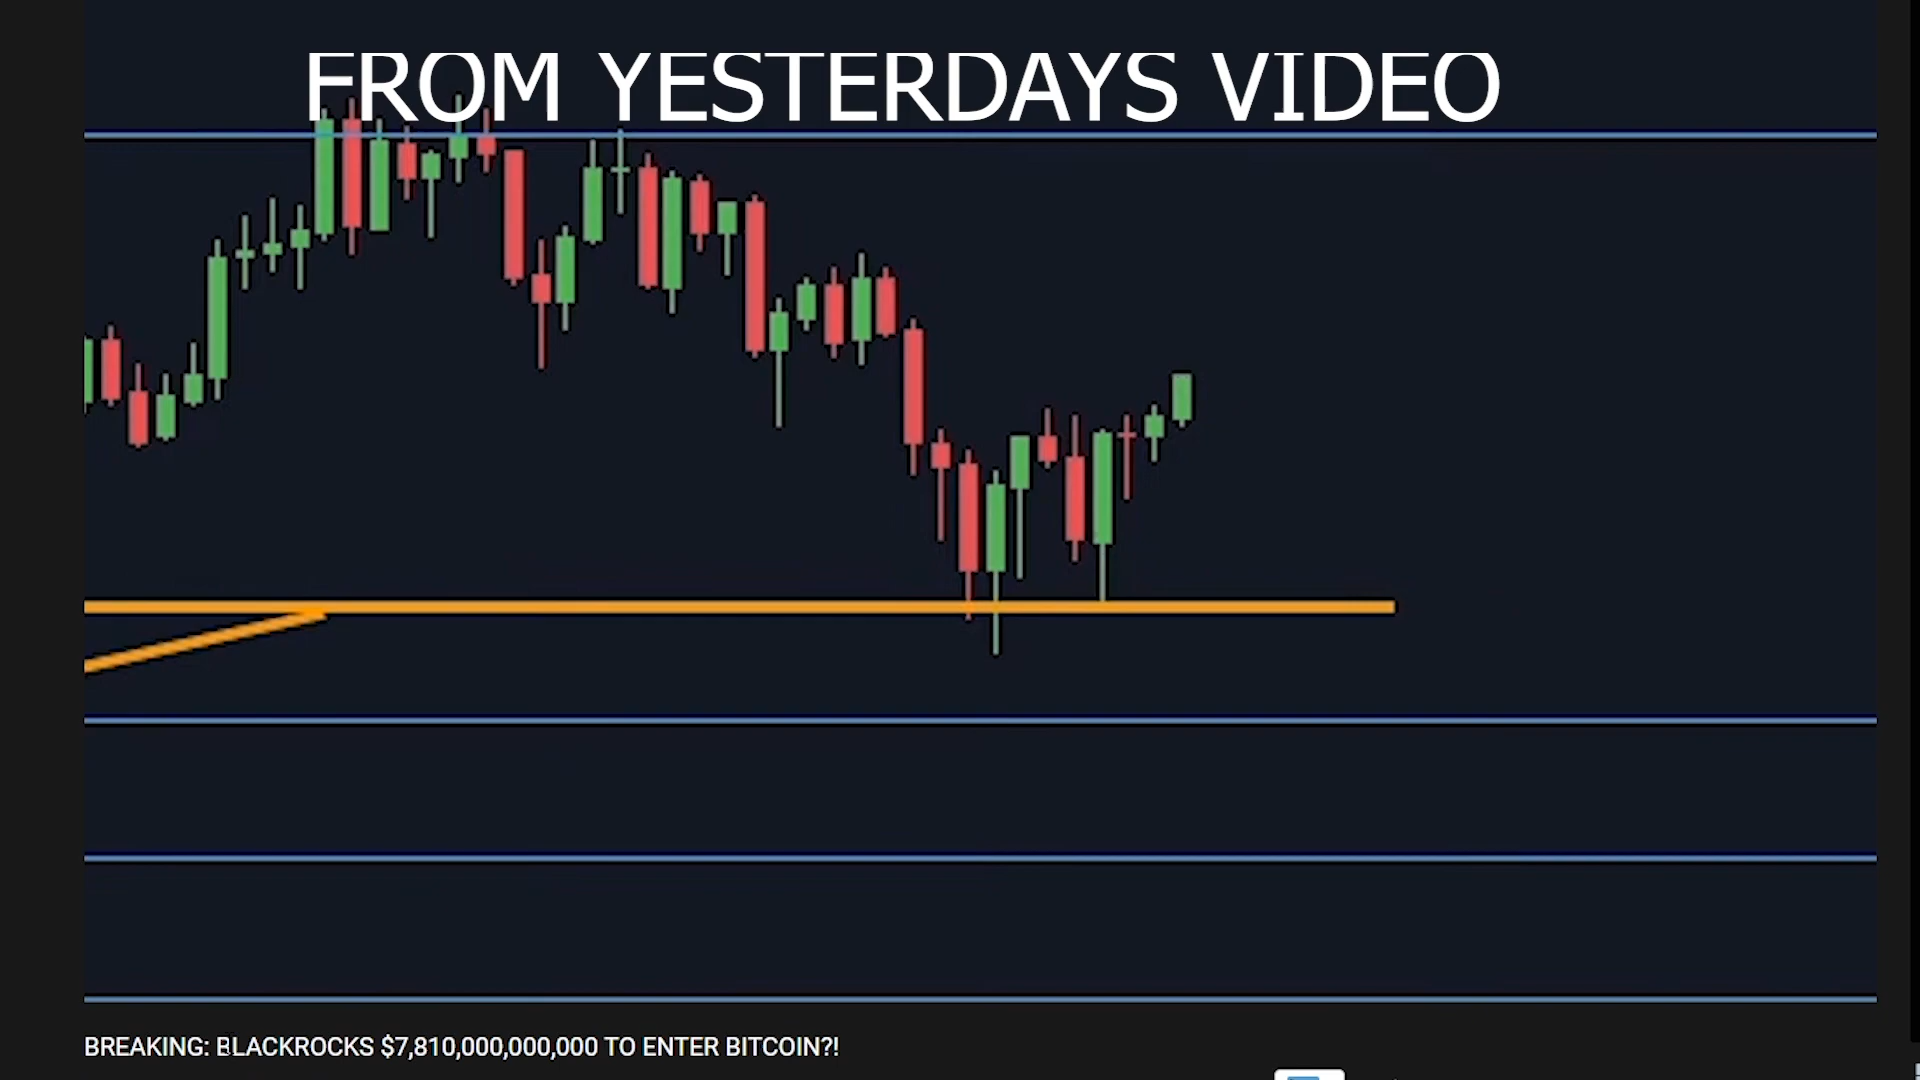 FROM YESTERDAYS VIDEO
BREAKING: BLACKROCKS $7,810,000,000,000 TO ENTER BITCOIN?!